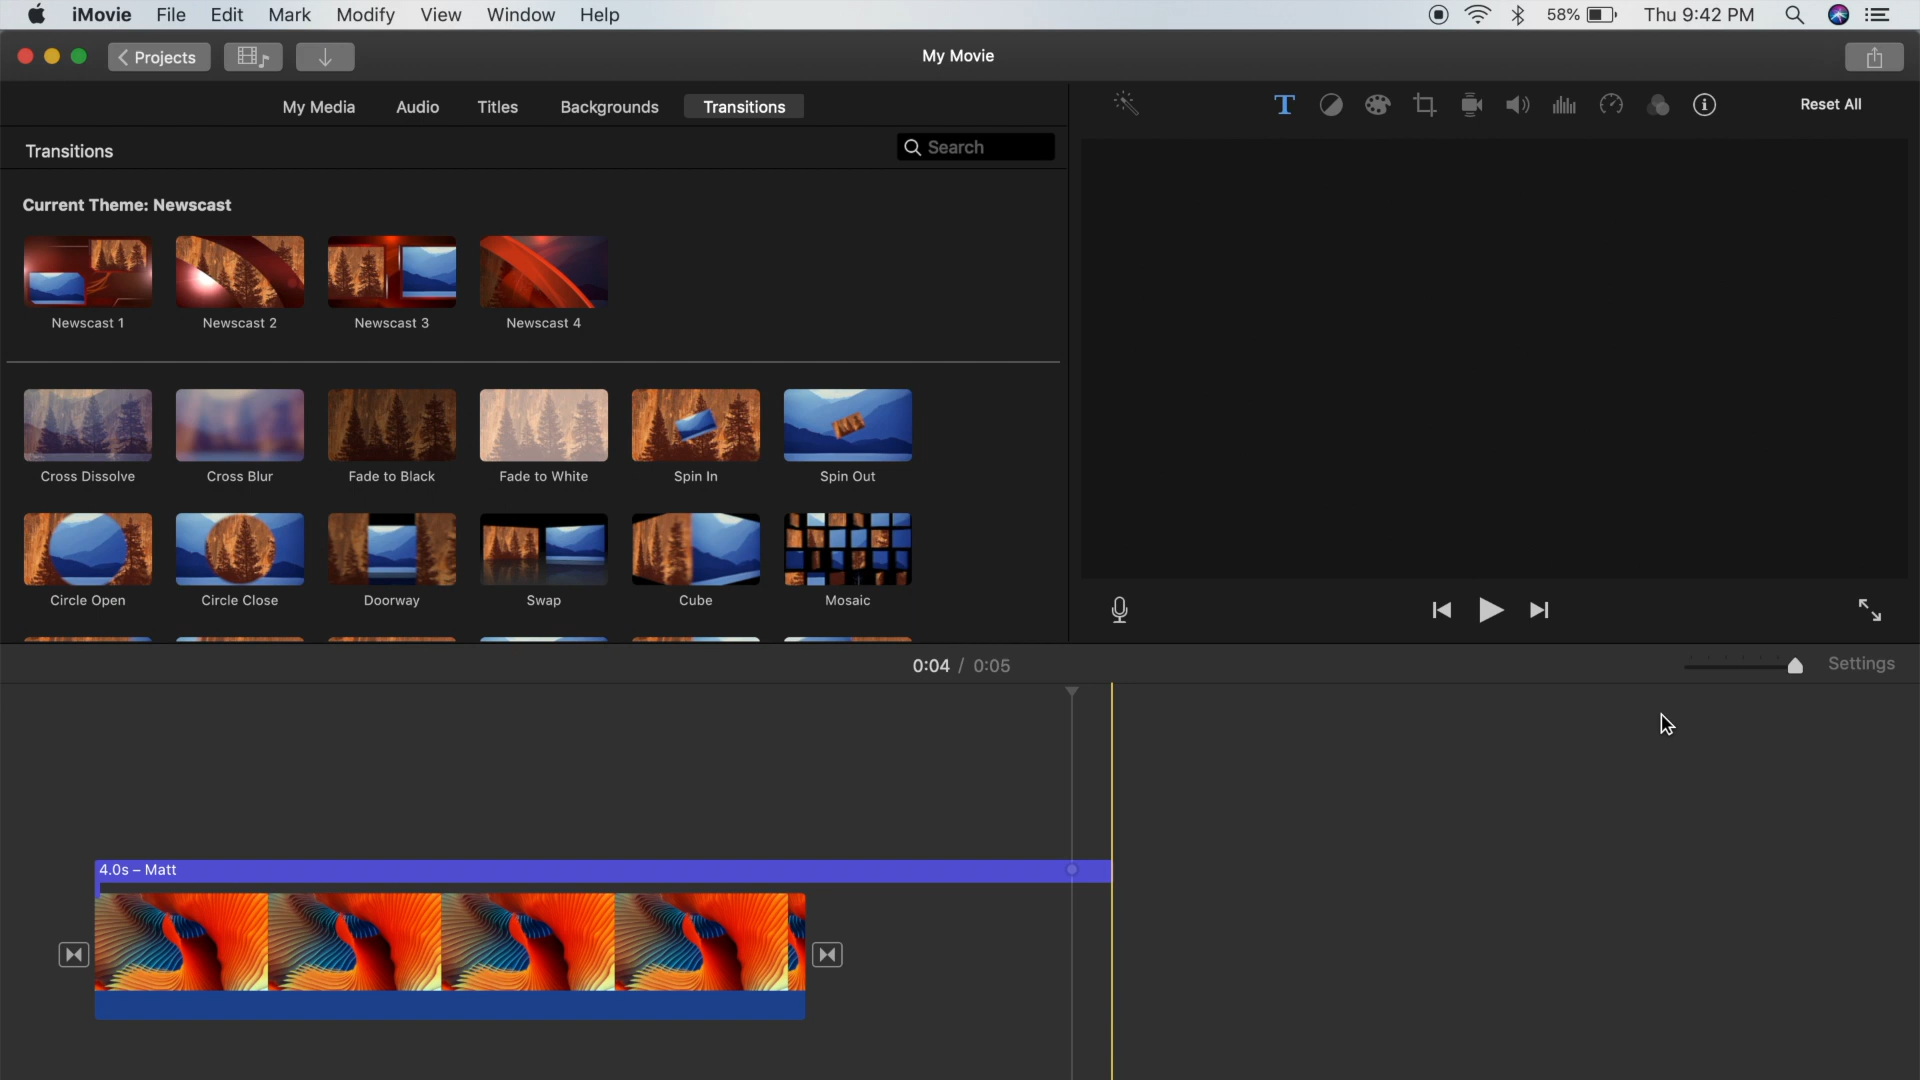 iMovie File Edit Mark Modify View Window Help
58% Thu 9:42 PM
Projects
My Movie
My Media Audio Titles Backgrounds Transitions
Reset All
Transitions
Search
Current Theme: Newscast
Newscast 1 Newscast 2 Newscast 3 Newscast 4
Cross Dissolve Cross Blur Fade to Black Fade to White Spin In Spin Out
Circle Open Circle Close Doorway Swap Cube Mosaic
0:04 / 0:05
Settings
4.0s – Matt